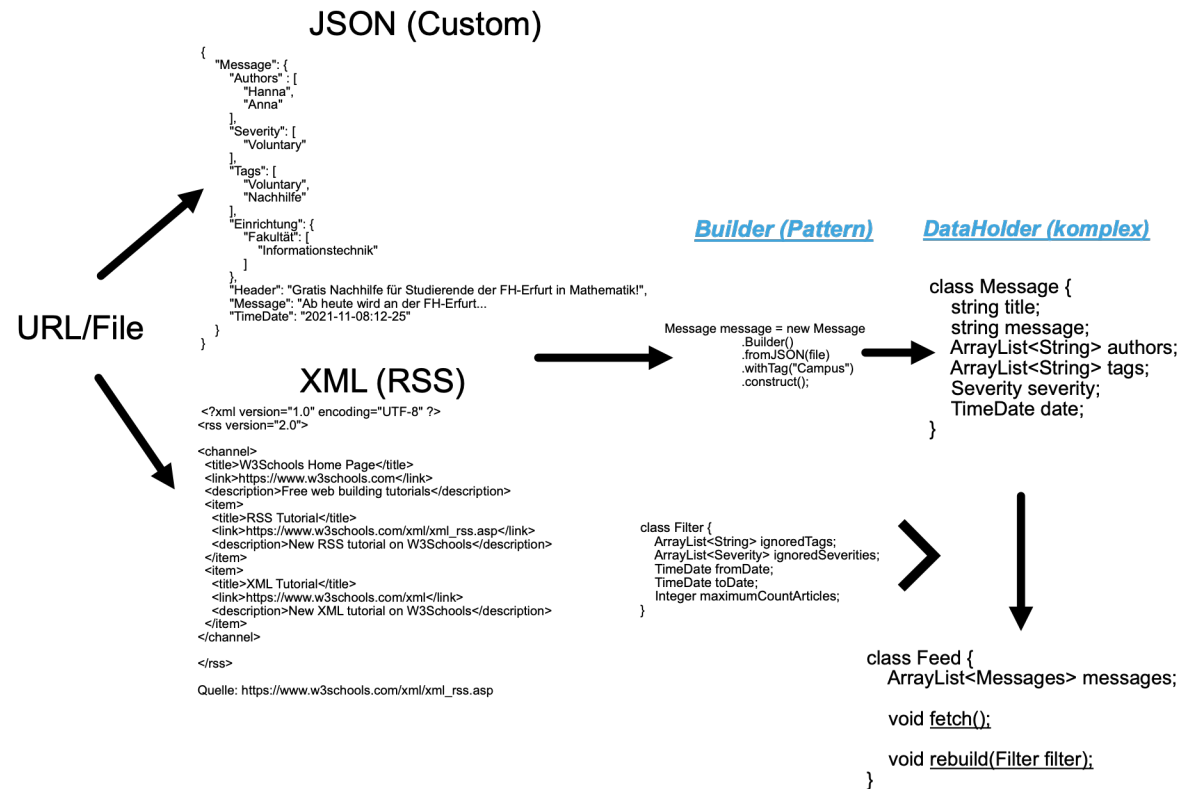 JSON (Custom)
{
"Message": {
"Authors" : [
"Hanna",
"Anna"
],
"Severity": [
"Voluntary"
],
"Tags": [
"Voluntary",
"Nachhilfe"
],
"Einrichtung": {
"Fakultät": [
"Informationstechnik"
]
},
"Header": "Gratis Nachhilfe für Studierende der FH-Erfurt in Mathematik!",
"Message": "Ab heute wird an der FH-Erfurt...
"TimeDate": "2021-11-08:12-25"
}
}
URL/File
XML (RSS)
<?xml version="1.0" encoding="UTF-8" ?>
<rss version="2.0">
<channel>
<title>W3Schools Home Page</title>
<link>https://www.w3schools.com</link>
<description>Free web building tutorials</description>
<item>
<title>RSS Tutorial</title>
<link>https://www.w3schools.com/xml/xml_rss.asp</link>
<description>New RSS tutorial on W3Schools</description>
</item>
<item>
<title>XML Tutorial</title>
<link>https://www.w3schools.com/xml</link>
<description>New XML tutorial on W3Schools</description>
</item>
</channel>
</rss>
Quelle: https://www.w3schools.com/xml/xml_rss.asp
Builder (Pattern)
Message message = new Message
.Builder()
.fromJSON(file)
.withTag("Campus")
.construct();
DataHolder (komplex)
class Message {
string title;
string message;
ArrayList<String> authors;
ArrayList<String> tags;
Severity severity;
TimeDate date;
}
class Filter {
ArrayList<String> ignoredTags;
ArrayList<Severity> ignoredSeverities;
TimeDate fromDate;
TimeDate toDate;
Integer maximumCountArticles;
}
class Feed {
ArrayList<Messages> messages;
void fetch();
void rebuild(Filter filter);
}